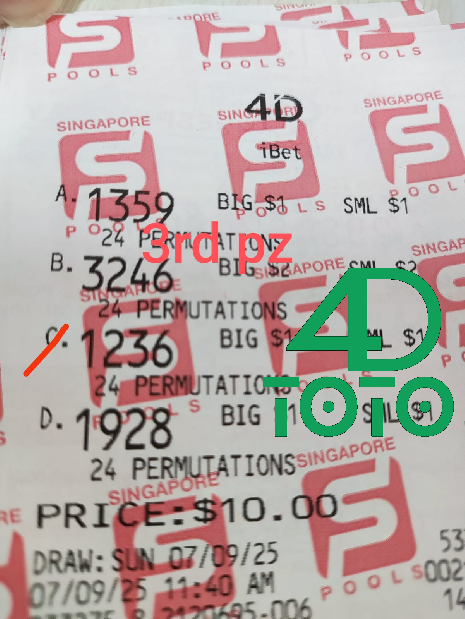 SINGAPORE
POOLS
4D
iBet
A. 1359 BIG $1 SML $1
24 PERMUTATIONS
3rd pz
B. 3246 BIG $2 SML $2
24 PERMUTATIONS
C. 1236 BIG $1 SML $1
24 PERMUTATIONS
4D
D. 1928 BIG $1 SML $1
24 PERMUTATIONS
PRICE:$10.00
SINGAPORE
POOLS
DRAW: SUN 07/09/25
07/09/25 11:40 AM